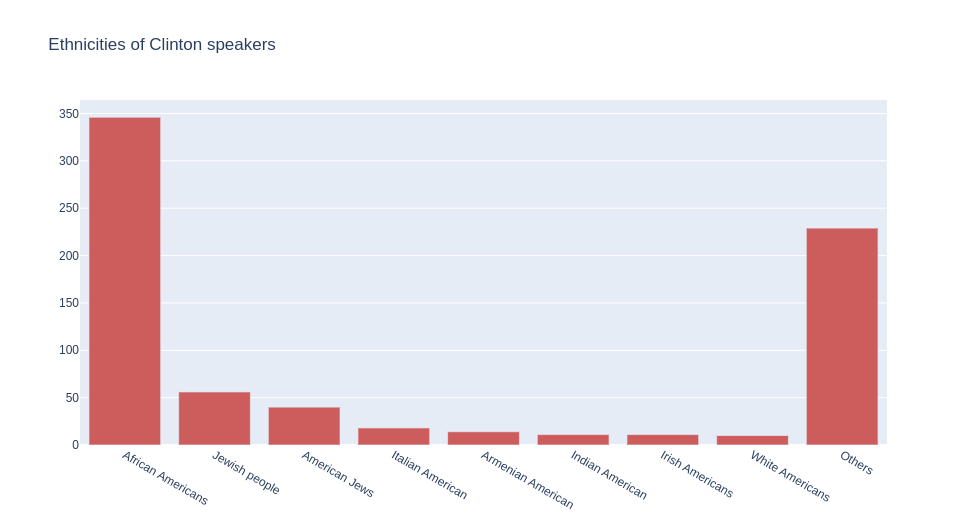 Ethnicities of Clinton speakers
350
300
250
200
150
100
50
0
African Americans
Jewish people
American Jews
Italian American
Armenian American
Indian American
Irish Americans
White Americans
Others